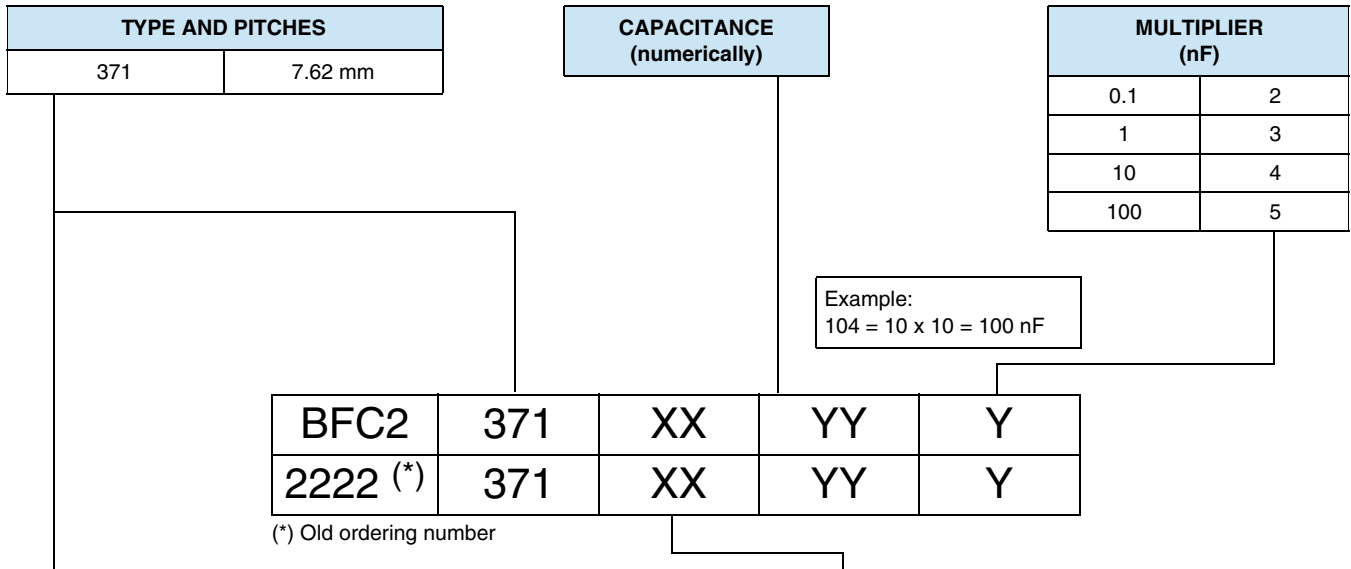 TYPE AND PITCHES
371 7.62 mm
CAPACITANCE
(numerically)
MULTIPLIER
(nF)
0.1 2
1 3
10 4
100 5
Example:
104 = 10 x 10 = 100 nF
BFC2 371 XX YY Y
2222 (*) 371 XX YY Y
(*) Old ordering number